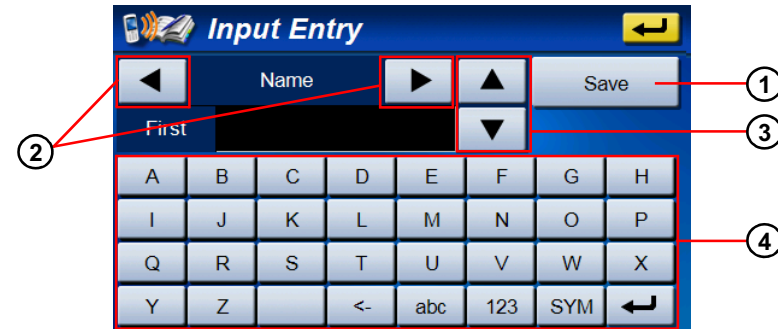 Input Entry
Name Save 1
2 First 3
A B C D E F G H
I J K L M N O P
4
Q R S T U V W X
Y Z <- abc 123 SYM